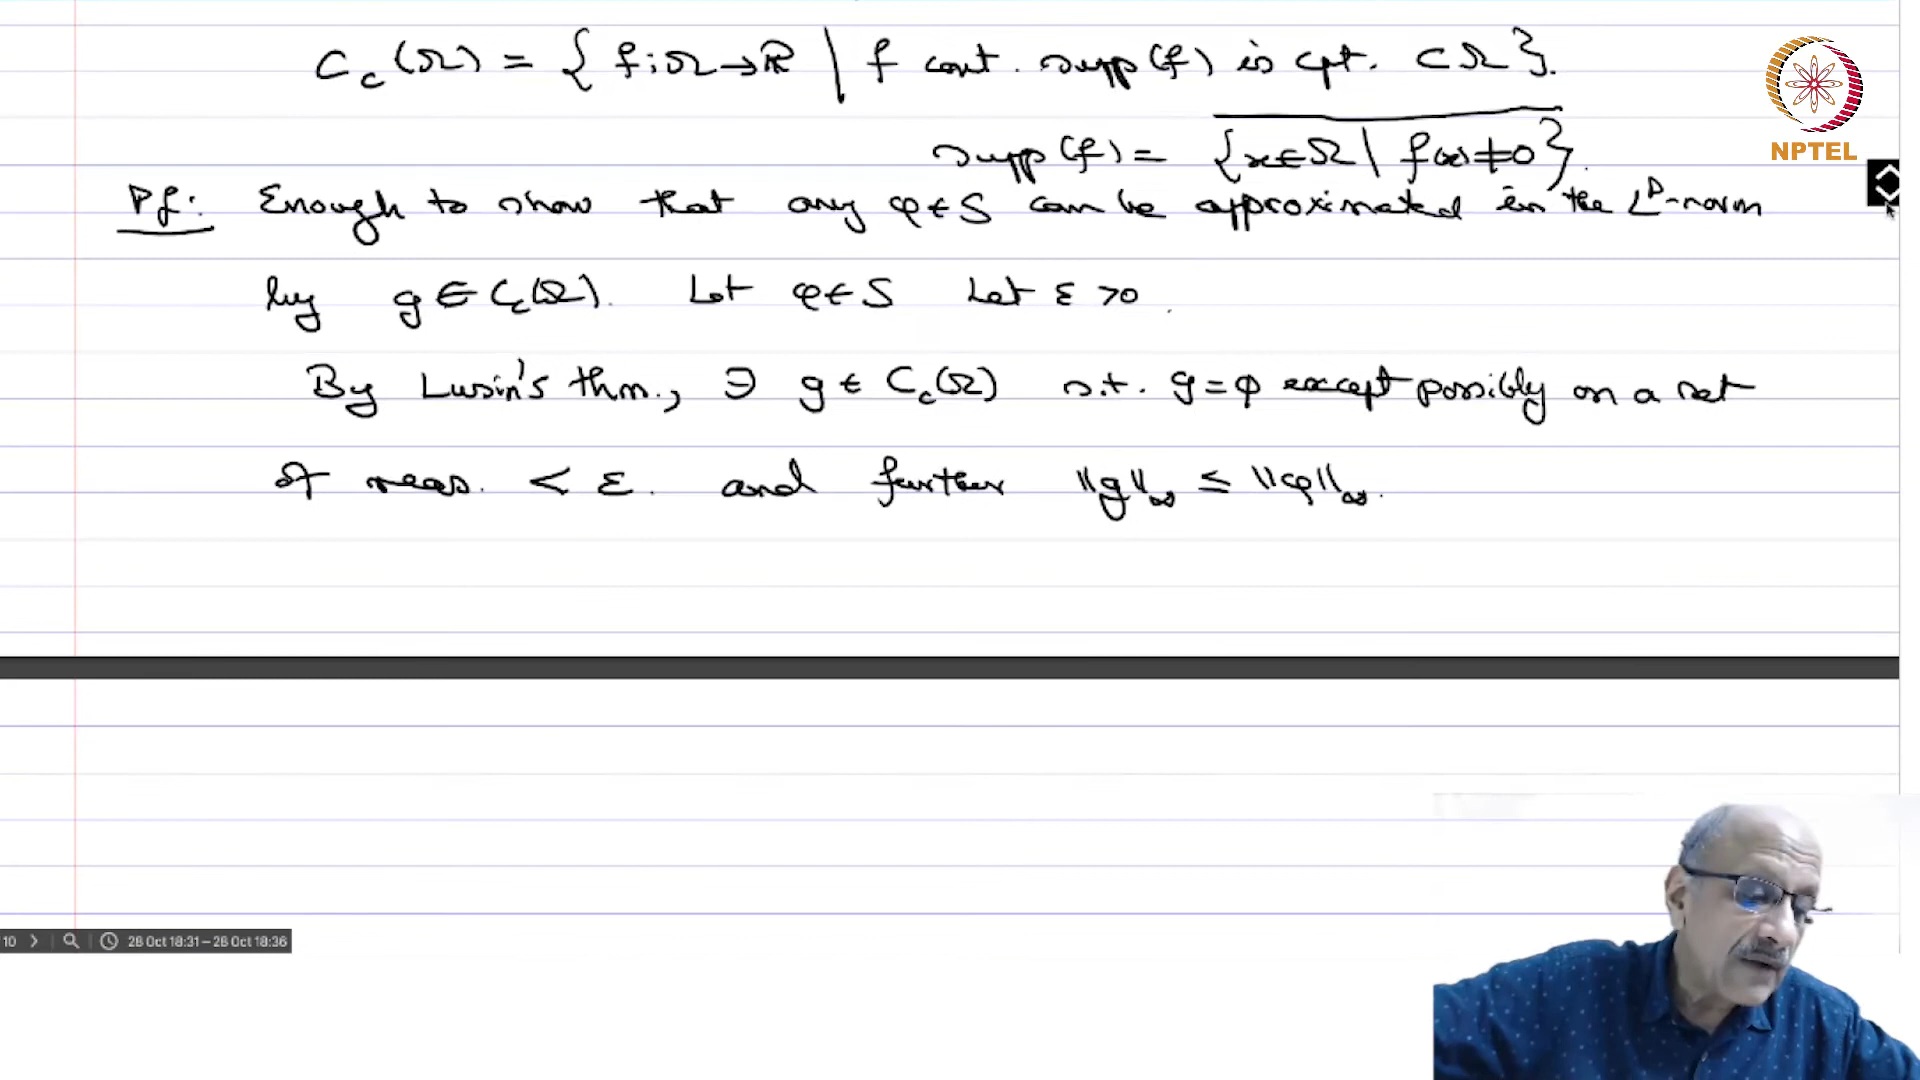 C_c(Ω) = { f: Ω → ℝ | f cont. supp(f) is cpt. ⊂ Ω }.
NPTEL
supp(f) = \overline{{x ∈ Ω | f(x) ≠ 0}}.
Pf: Enough to show that any φ ∈ S can be approximated in the L^p-norm
by g ∈ C_c(Ω). Let φ ∈ S Let ε > 0.
By Lusin's thm., ∃ g ∈ C_c(Ω) s.t. g = φ except possibly on a set
of meas. < ε. and further ‖g‖_∞ ≤ ‖φ‖_∞.
10 28 Oct 18:31 – 28 Oct 18:36